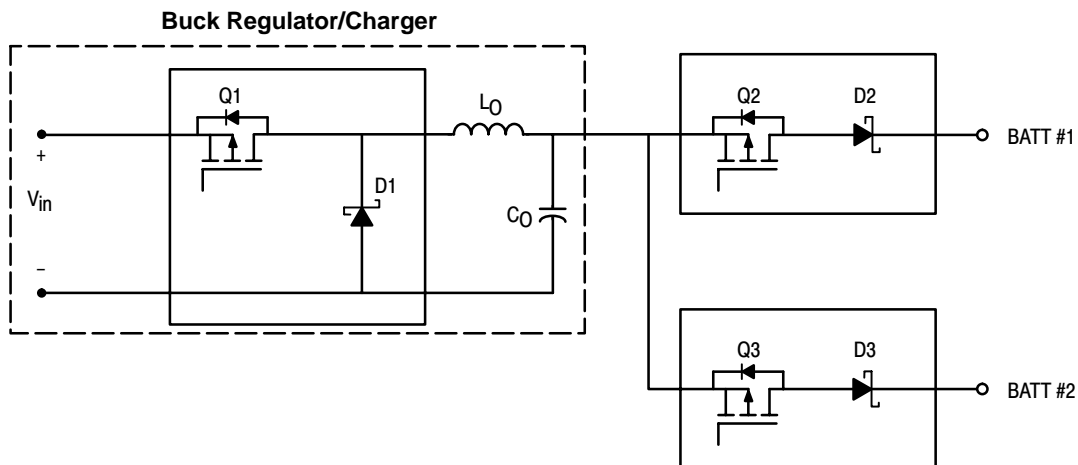 Buck Regulator/Charger
Q1
LO
Q2
D2
BATT #1
+
Vin
D1
CO
–
Q3
D3
BATT #2